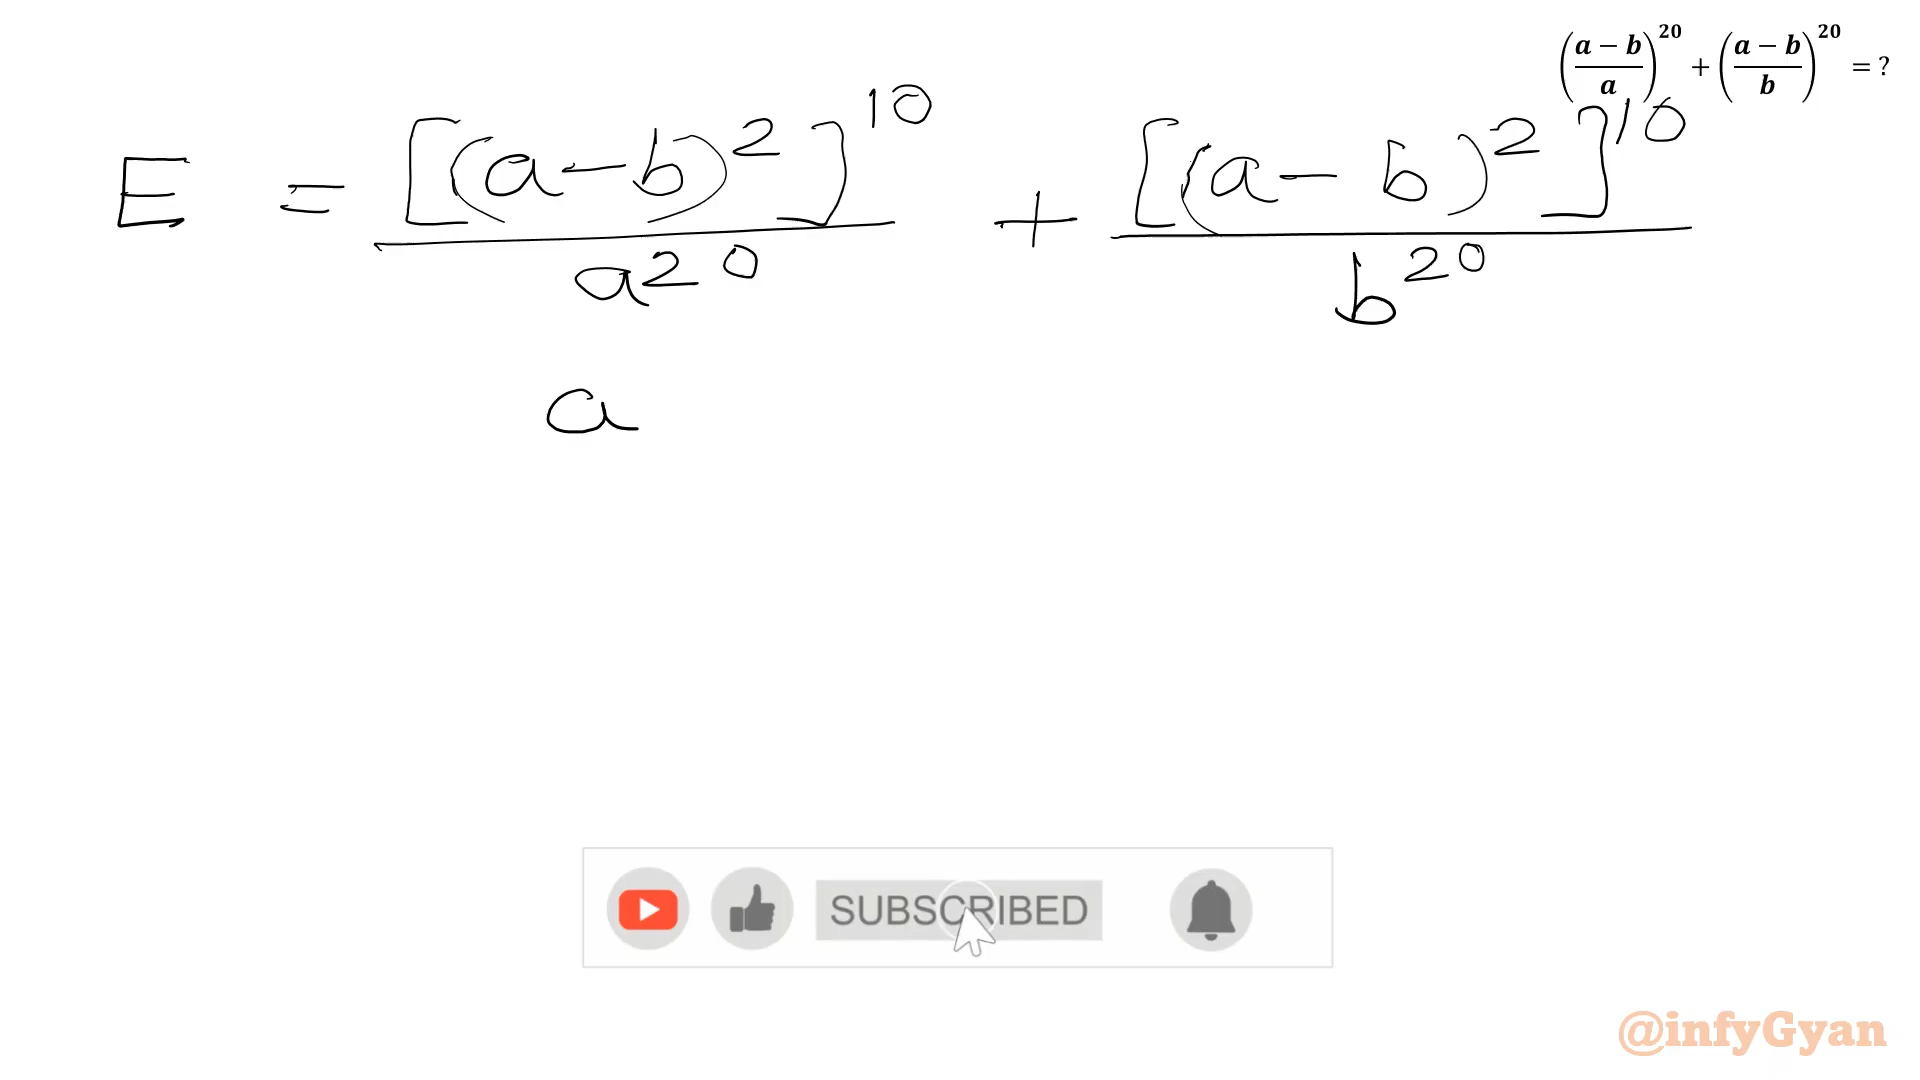 ((a − b)/a)^20 + ((a − b)/b)^20 = ?
E = [(a − b)^2]^10 / a^20 + [(a − b)^2]^10 / b^20
a
SUBSCRIBED
@infyGyan